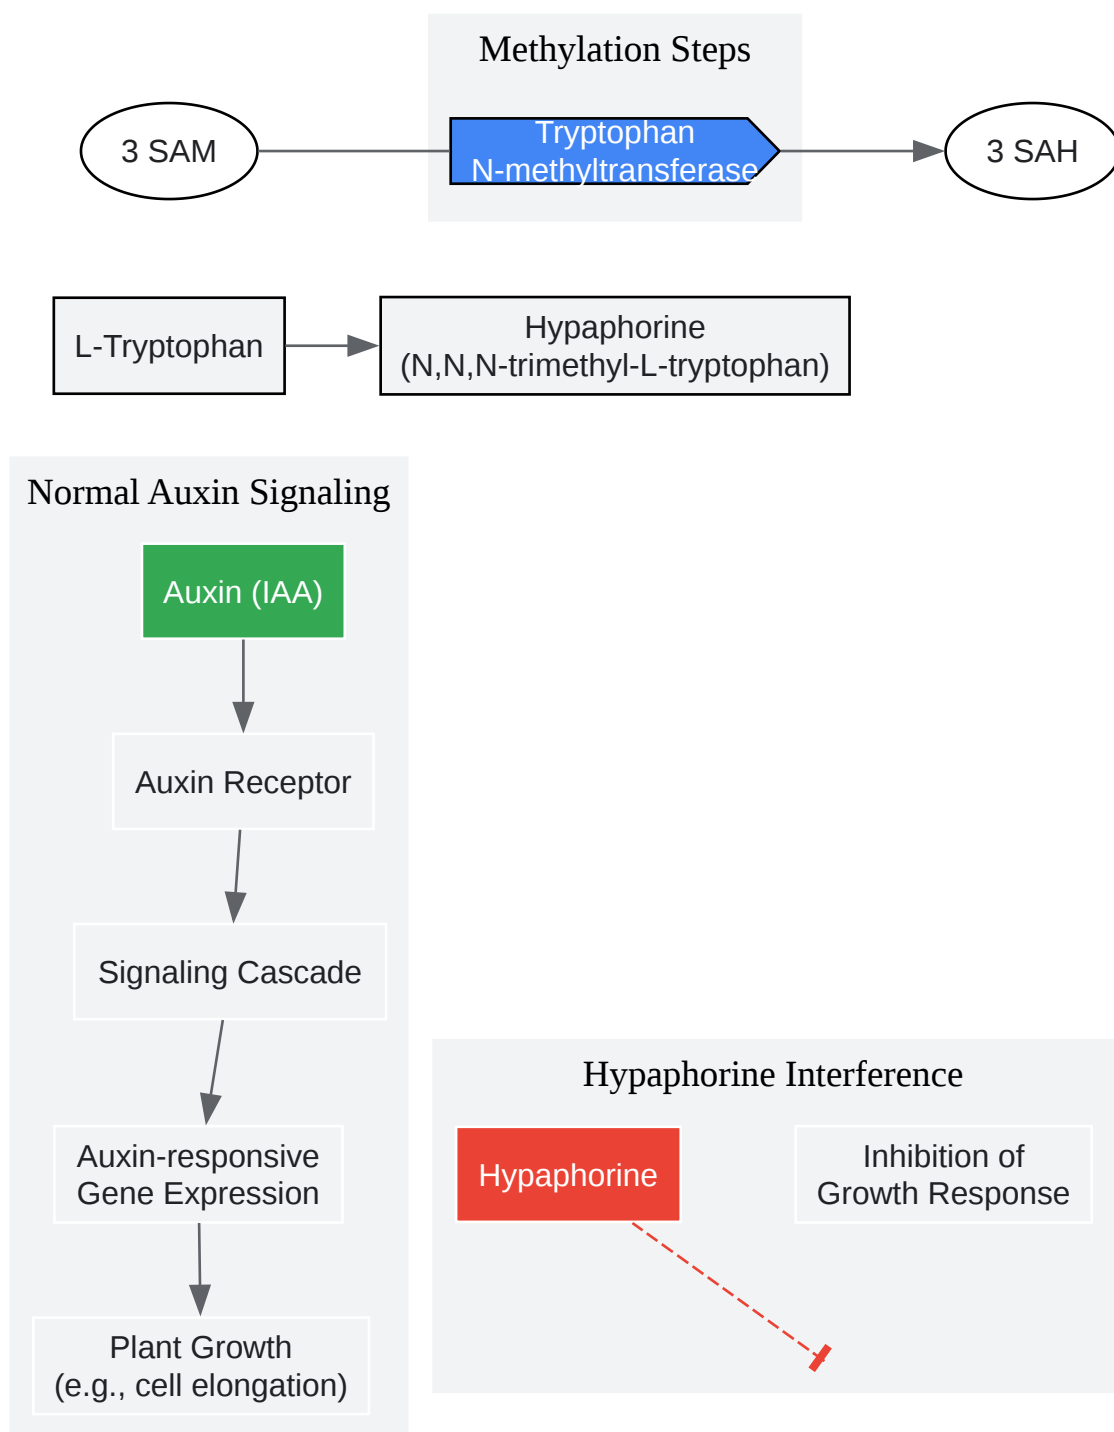 Methylation Steps
3 SAM
Tryptophan
N-methyltransferase
3 SAH
L-Tryptophan
Hypaphorine
(N,N,N-trimethyl-L-tryptophan)
Normal Auxin Signaling
Auxin (IAA)
Auxin Receptor
Signaling Cascade
Auxin-responsive
Gene Expression
Plant Growth
(e.g., cell elongation)
Hypaphorine Interference
Hypaphorine
Inhibition of
Growth Response